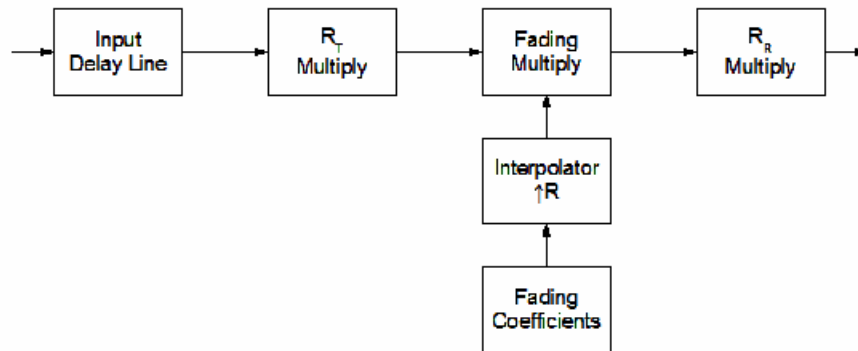 Input
Delay Line
R_T
Multiply
Fading
Multiply
R_R
Multiply
Interpolator
↑R
Fading
Coefficients